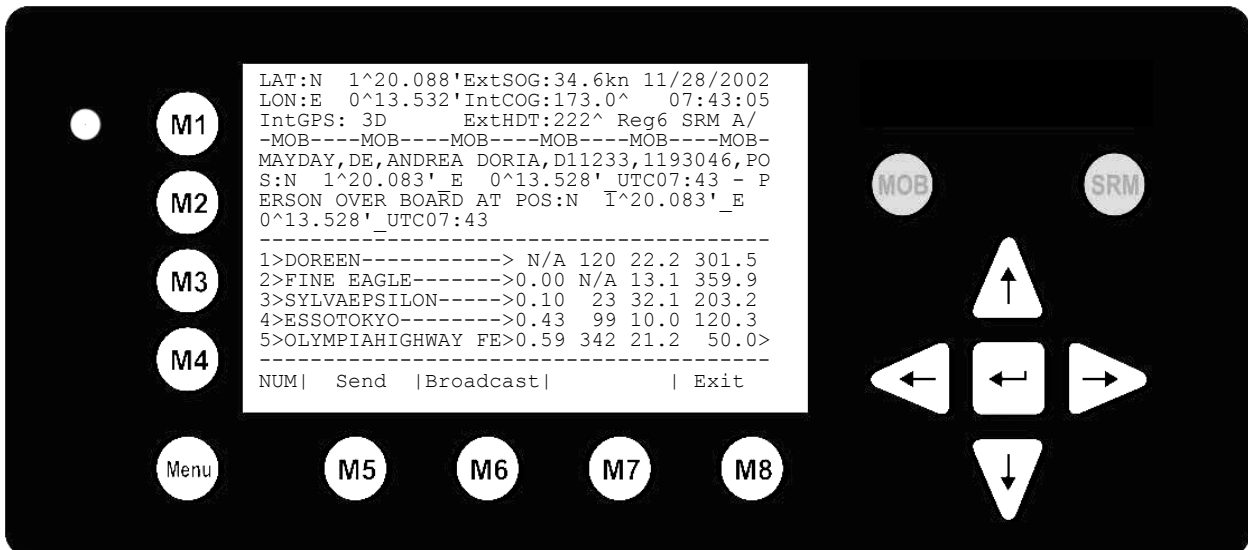 LAT:N  1^20.088'ExtSOG:34.6kn 11/28/2002
LON:E  0^13.532'IntCOG:173.0^   07:43:05
IntGPS: 3D      ExtHDT:222^ Reg6 SRM A/
-MOB----MOB----MOB----MOB----MOB----MOB-
MAYDAY,DE,ANDREA DORIA,D11233,1193046,PO
S:N  1^20.083'_E  0^13.528'_UTC07:43 - P
ERSON OVER BOARD AT POS:N  1^20.083'_E
0^13.528'_UTC07:43
----------------------------------------
1>DOREEN-----------> N/A 120 22.2 301.5
2>FINE EAGLE------->0.00 N/A 13.1 359.9
3>SYLVAEPSILON----->0.10  23 32.1 203.2
4>ESSOTOKYO-------->0.43  99 10.0 120.3
5>OLYMPIAHIGHWAY FE>0.59 342 21.2  50.0>
----------------------------------------
NUM|  Send  |Broadcast|         | Exit
M1
M2
M3
M4
Menu
M5
M6
M7
M8
MOB
SRM